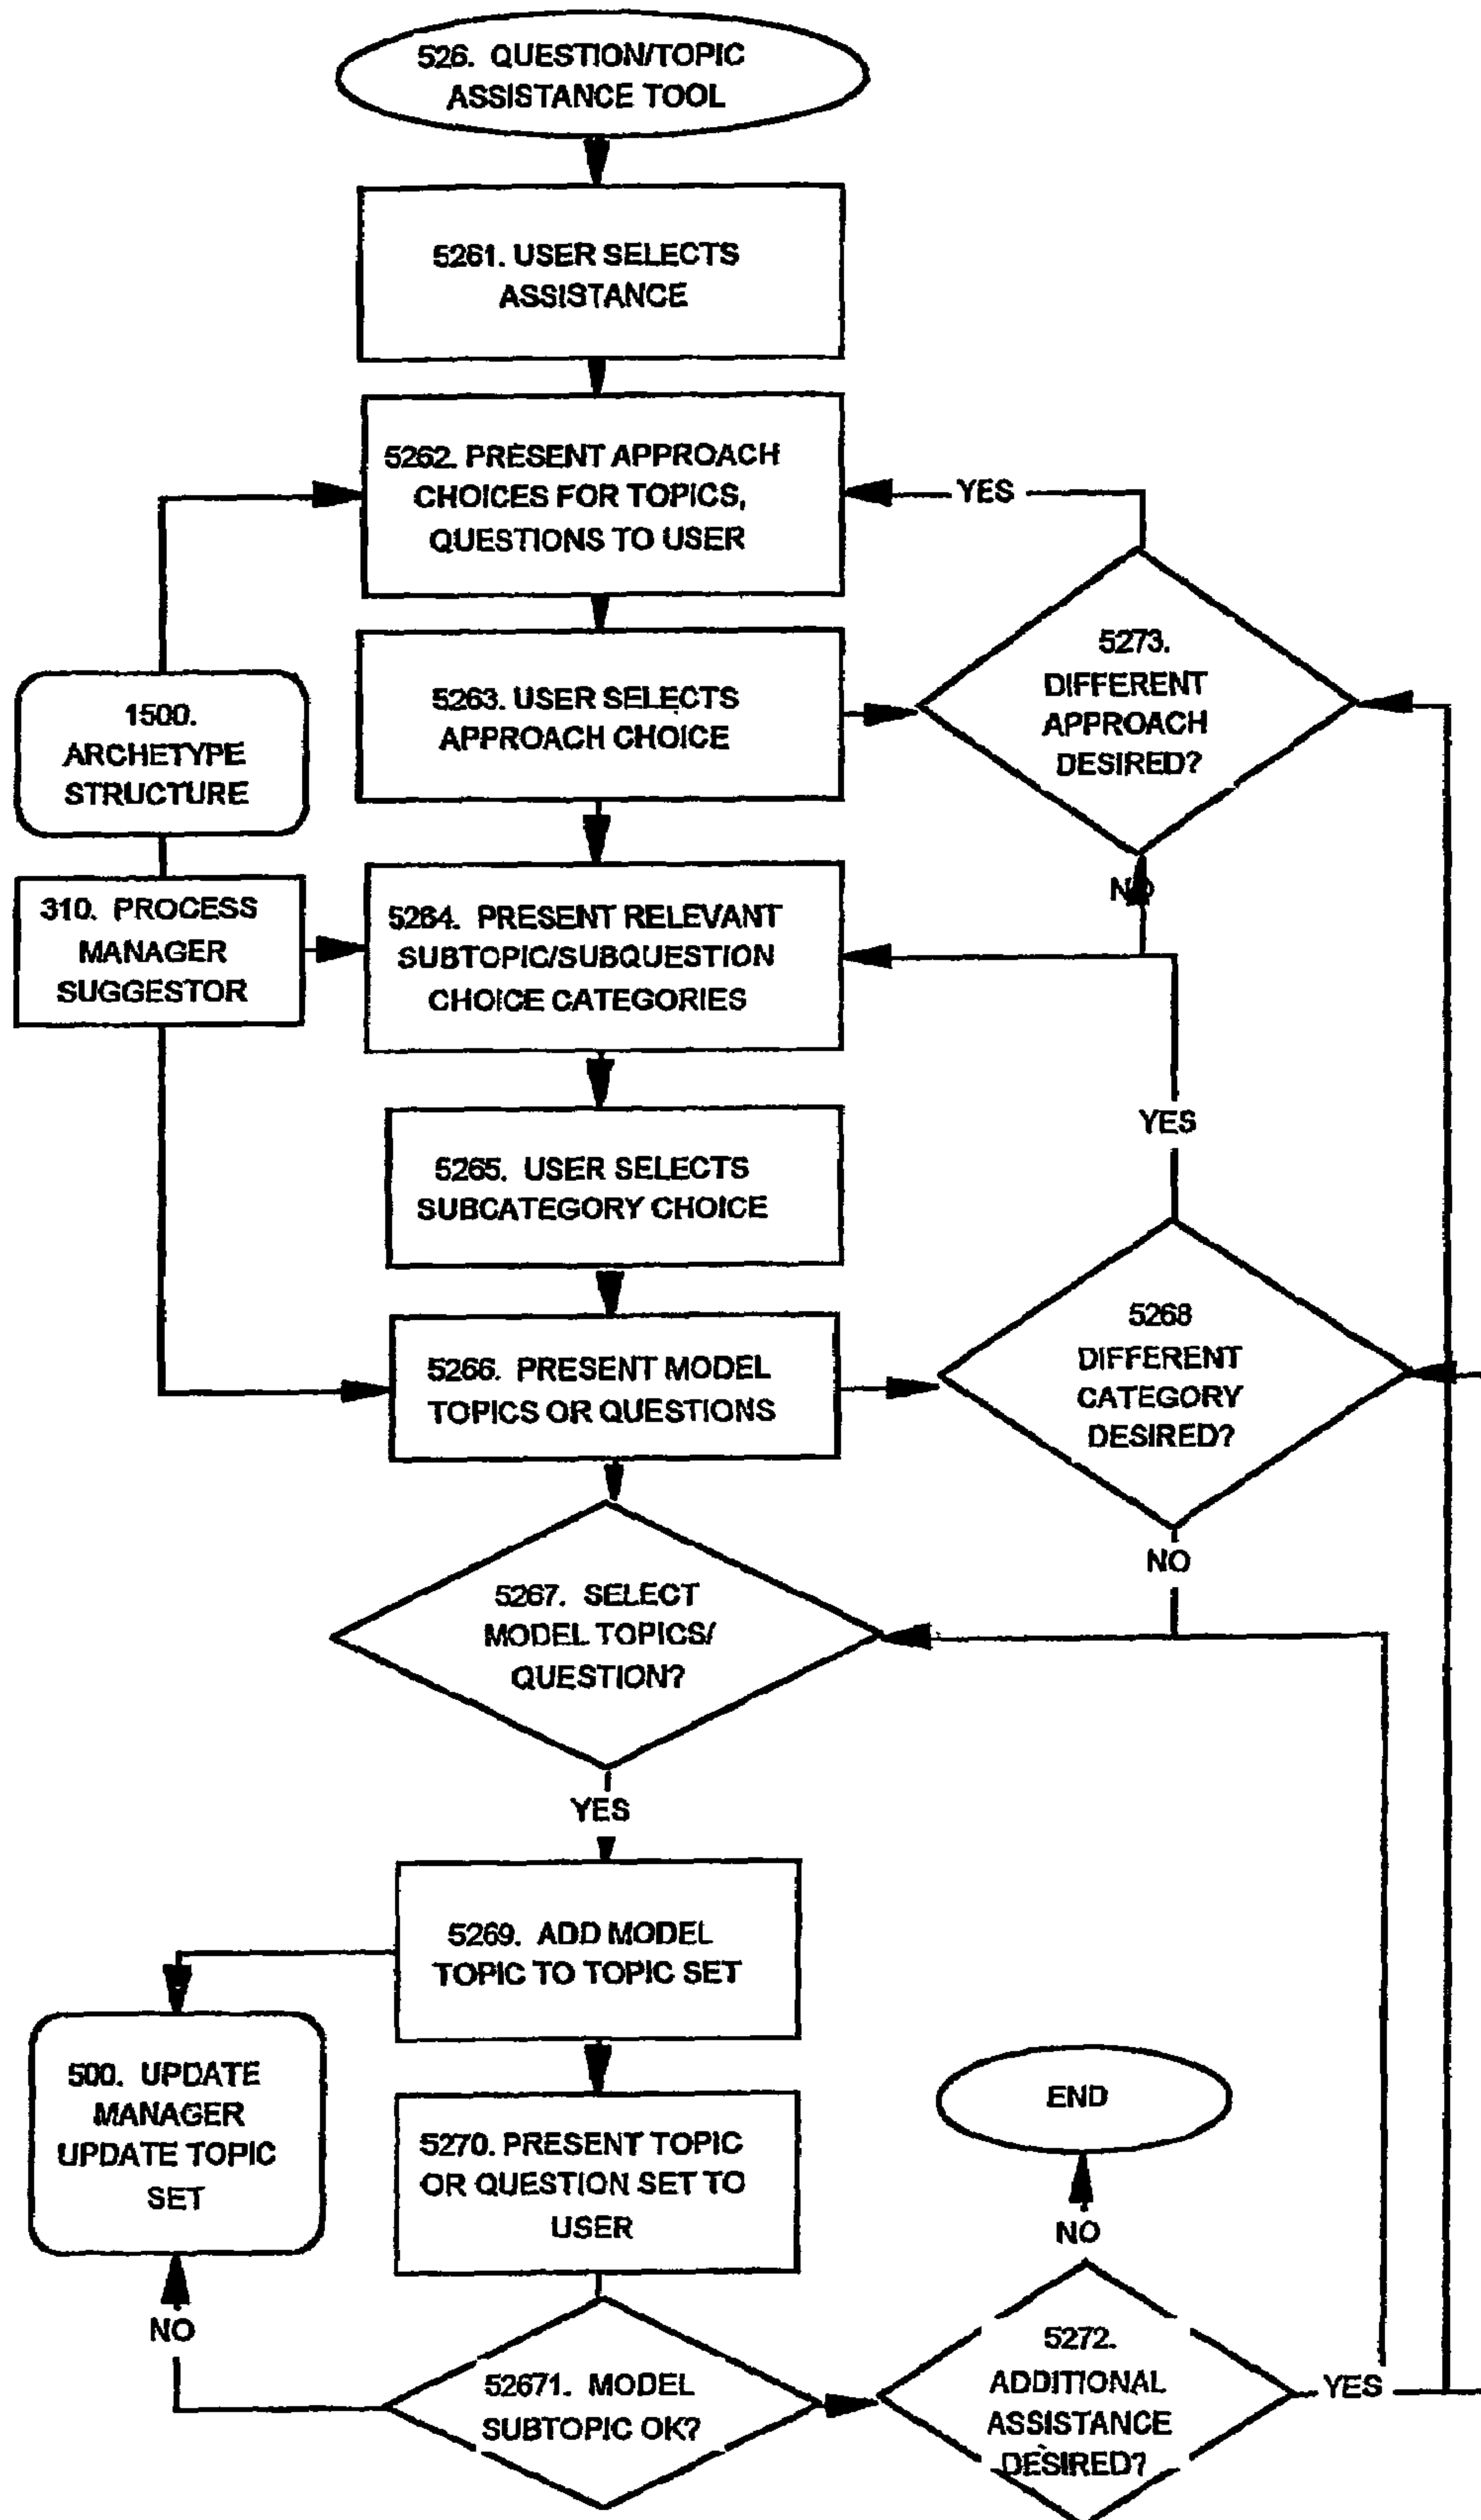 526. QUESTION/TOPIC
ASSISTANCE TOOL
5261. USER SELECTS
ASSISTANCE
5262. PRESENT APPROACH
CHOICES FOR TOPICS,
QUESTIONS TO USER
YES
5273.
DIFFERENT
APPROACH
DESIRED?
5263. USER SELECTS
APPROACH CHOICE
1500.
ARCHETYPE
STRUCTURE
NO
310. PROCESS
MANAGER
SUGGESTOR
5264. PRESENT RELEVANT
SUBTOPIC/SUBQUESTION
CHOICE CATEGORIES
YES
5265. USER SELECTS
SUBCATEGORY CHOICE
5268
DIFFERENT
CATEGORY
DESIRED?
5266. PRESENT MODEL
TOPICS OR QUESTIONS
NO
5267. SELECT
MODEL TOPICS/
QUESTION?
YES
5269. ADD MODEL
TOPIC TO TOPIC SET
500. UPDATE
MANAGER
UPDATE TOPIC
SET
END
5270. PRESENT TOPIC
OR QUESTION SET TO
USER
NO
NO
52671. MODEL
SUBTOPIC OK?
5272.
ADDITIONAL
ASSISTANCE
DESIRED?
YES